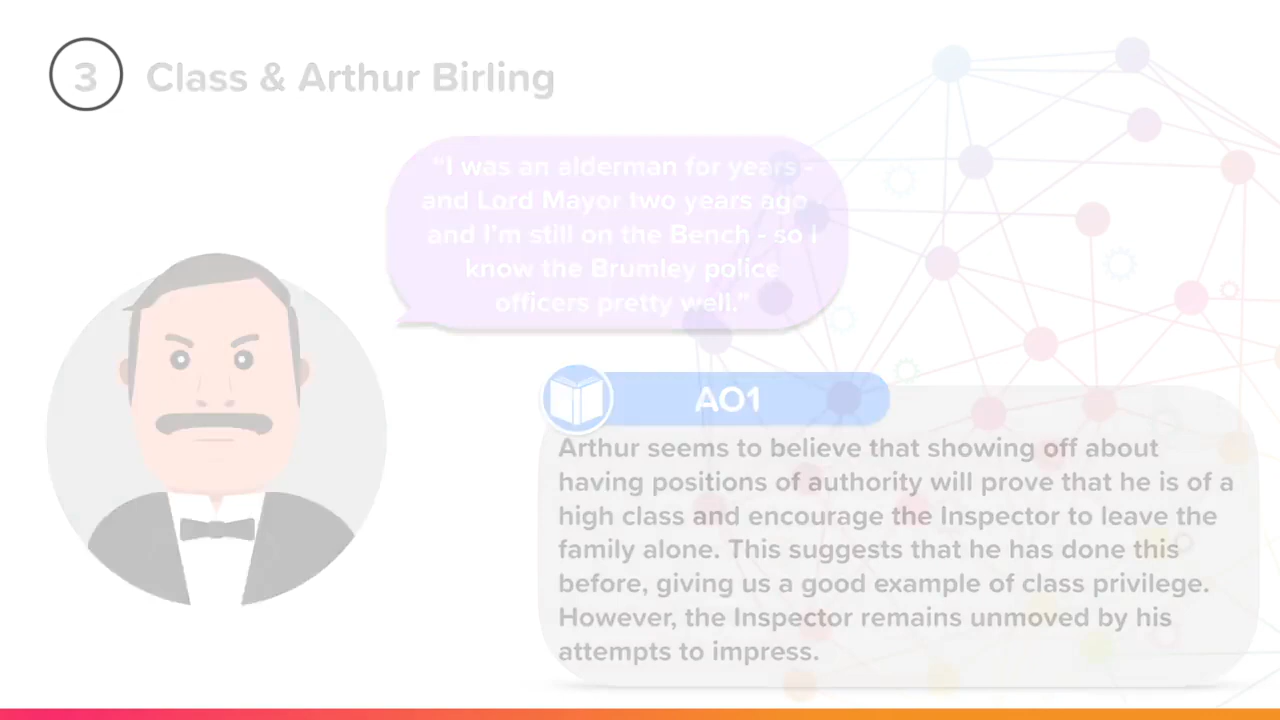 3 Class & Arthur Birling
"I was an alderman for years -
and Lord Mayor two years ago -
and I'm still on the Bench - so I
know the Brumley police
officers pretty well."
AO1
Arthur seems to believe that showing off about
having positions of authority will prove that he is of a
high class and encourage the Inspector to leave the
family alone. This suggests that he has done this
before, giving us a good example of class privilege.
However, the Inspector remains unmoved by his
attempts to impress.